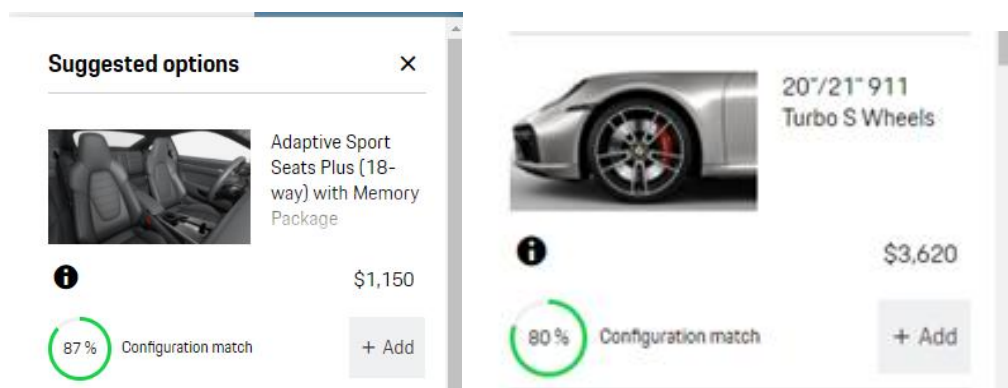 Suggested options
×
Adaptive Sport
Seats Plus (18-
way) with Memory
Package
$1,150
87 %
Configuration match
+ Add
20"/21" 911
Turbo S Wheels
$3,620
80 %
Configuration match
+ Add